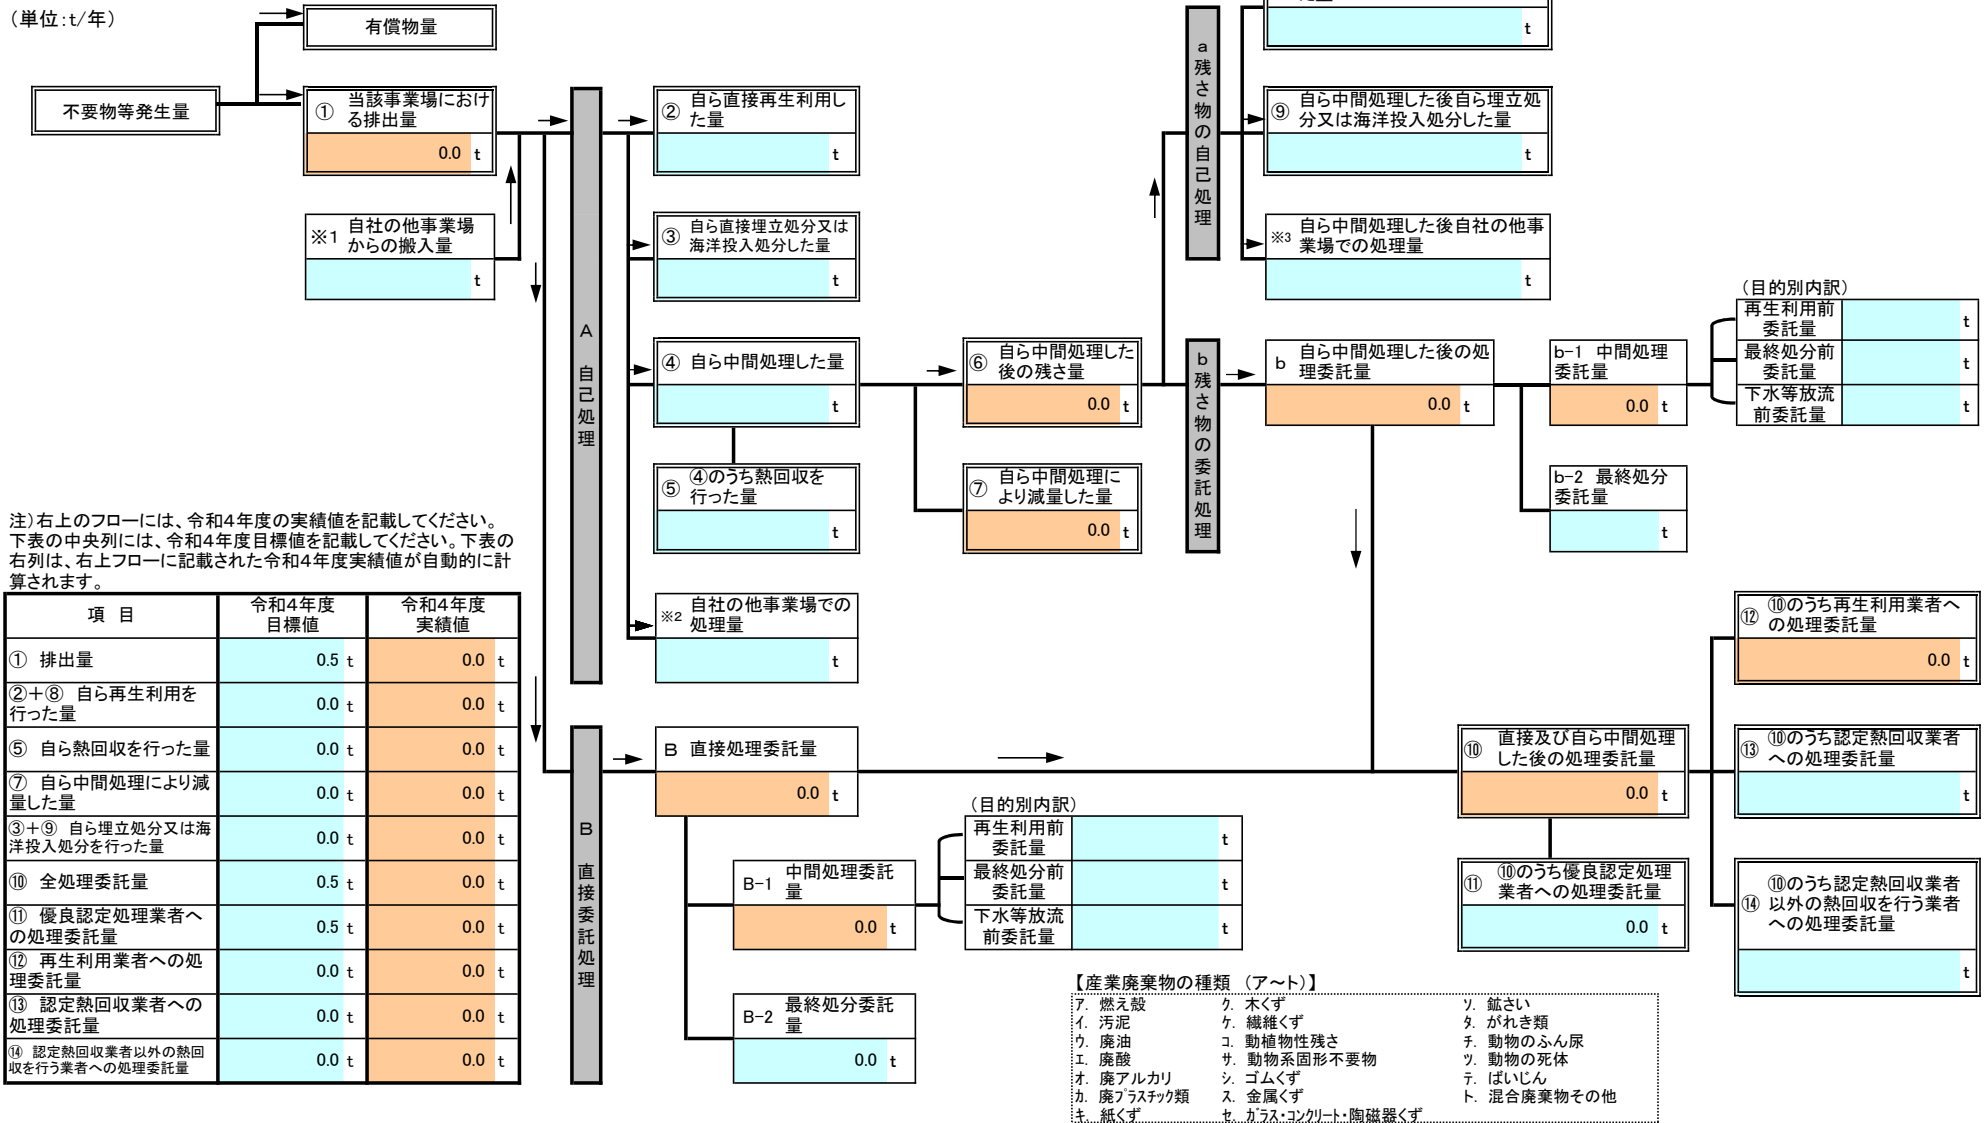 （単位：t/年）
有償物量
不要物等発生量
① 当該事業場におけ
る排出量
0.0 t
※1 自社の他事業場
からの搬入量
t
A 自己処理
② 自ら直接再生利用し
た量
t
③ 自ら直接埋立処分又は
海洋投入処分した量
t
④ 自ら中間処理した量
t
⑤ ④のうち熱回収を
行った量
t
※2 自社の他事業場での
処理量
t
⑥ 自ら中間処理した
後の残さ量
0.0 t
⑦ 自ら中間処理に
より減量した量
0.0 t
a 残さ物の自己処理
t
⑨ 自ら中間処理した後自ら埋立処
分又は海洋投入処分した量
t
※3 自ら中間処理した後自社の他事
業場での処理量
t
b 残さ物の委託処理
b 自ら中間処理した後の処
理委託量
0.0 t
b-1 中間処理
委託量
0.0 t
b-2 最終処分
委託量
t
（目的別内訳）
再生利用前
委託量
t
最終処分前
委託量
t
下水等放流
前委託量
t
注）右上のフローには、令和4年度の実績値を記載してください。
下表の中央列には、令和4年度目標値を記載してください。下表の
右列は、右上フローに記載された令和4年度実績値が自動的に計
算されます。
項 目
令和4年度
目標値
令和4年度
実績値
① 排出量 0.5 t 0.0 t
②＋⑧ 自ら再生利用を
行った量 0.0 t 0.0 t
⑤ 自ら熱回収を行った量 0.0 t 0.0 t
⑦ 自ら中間処理により減
量した量 0.0 t 0.0 t
③＋⑨ 自ら埋立処分又は海
洋投入処分を行った量 0.0 t 0.0 t
⑩ 全処理委託量 0.5 t 0.0 t
⑪ 優良認定処理業者へ
の処理委託量 0.5 t 0.0 t
⑫ 再生利用業者への処
理委託量 0.0 t 0.0 t
⑬ 認定熱回収業者への
処理委託量 0.0 t 0.0 t
⑭ 認定熱回収業者以外の熱回
収を行う業者への処理委託量 0.0 t 0.0 t
B 直接委託処理
B 直接処理委託量
0.0 t
B-1 中間処理委託
量
0.0 t
B-2 最終処分委託
量
0.0 t
（目的別内訳）
再生利用前
委託量
t
最終処分前
委託量
t
下水等放流
前委託量
t
⑩ 直接及び自ら中間処理
した後の処理委託量
0.0 t
⑪ ⑩のうち優良認定処理
業者への処理委託量
0.0 t
⑫ ⑩のうち再生利用業者へ
の処理委託量
0.0 t
⑬ ⑩のうち認定熱回収業者
への処理委託量
t
⑭ ⑩のうち認定熱回収業者
以外の熱回収を行う業者
への処理委託量
t
【産業廃棄物の種類 （ア～ト）】
ア. 燃え殻
イ. 汚泥
ウ. 廃油
エ. 廃酸
オ. 廃アルカリ
カ. 廃プラスチック類
キ. 紙くず
ク. 木くず
ケ. 繊維くず
コ. 動植物性残さ
サ. 動物系固形不要物
シ. ゴムくず
ス. 金属くず
セ. ガラス・コンクリート・陶磁器くず
ソ. 鉱さい
タ. がれき類
チ. 動物のふん尿
ツ. 動物の死体
テ. ばいじん
ト. 混合廃棄物その他